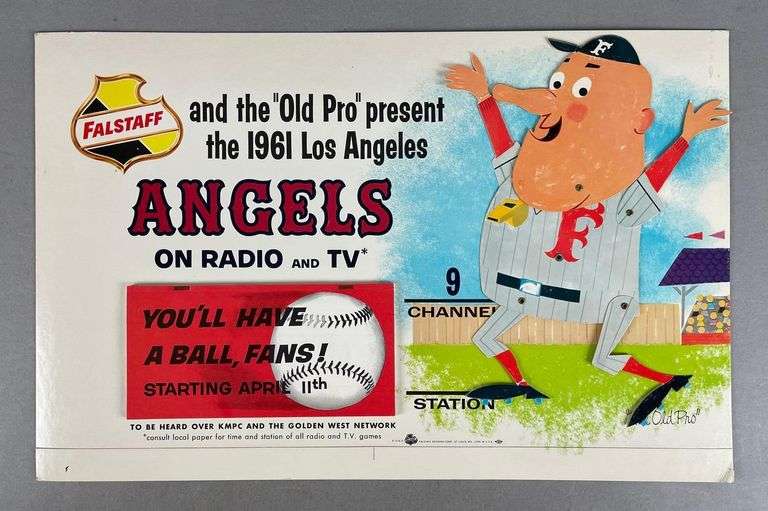 FALSTAFF
and the "Old Pro" present
the 1961 Los Angeles
ANGELS
ON RADIO AND TV*
YOU'LL HAVE
A BALL, FANS!
STARTING APRIL 11th
9
CHANNEL
STATION
TO BE HEARD OVER KMPC AND THE GOLDEN WEST NETWORK
*consult local paper for time and station of all radio and T.V. games
F
F
"Old Pro"